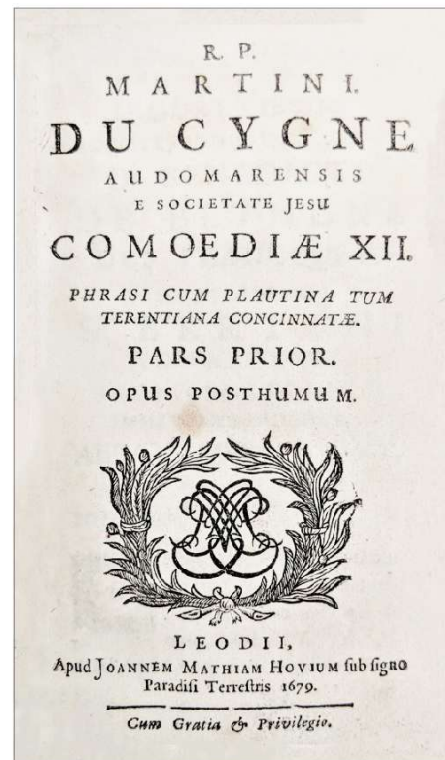 R. P.
MARTINI.
DU CYGNE
AUDOMARENSIS
E SOCIETATE JESU
COMOEDIÆ XII.
PHRASI CUM PLAUTINA TUM
TERENTIANA CONCINNATÆ.
PARS PRIOR.
OPUS POSTHUMUM.
LEODII,
Apud JOANNEM MATHIAM HOVIUM ſub ſigno
Paradiſi Terreſtris 1679.
Cum Gratia & Privilegio.